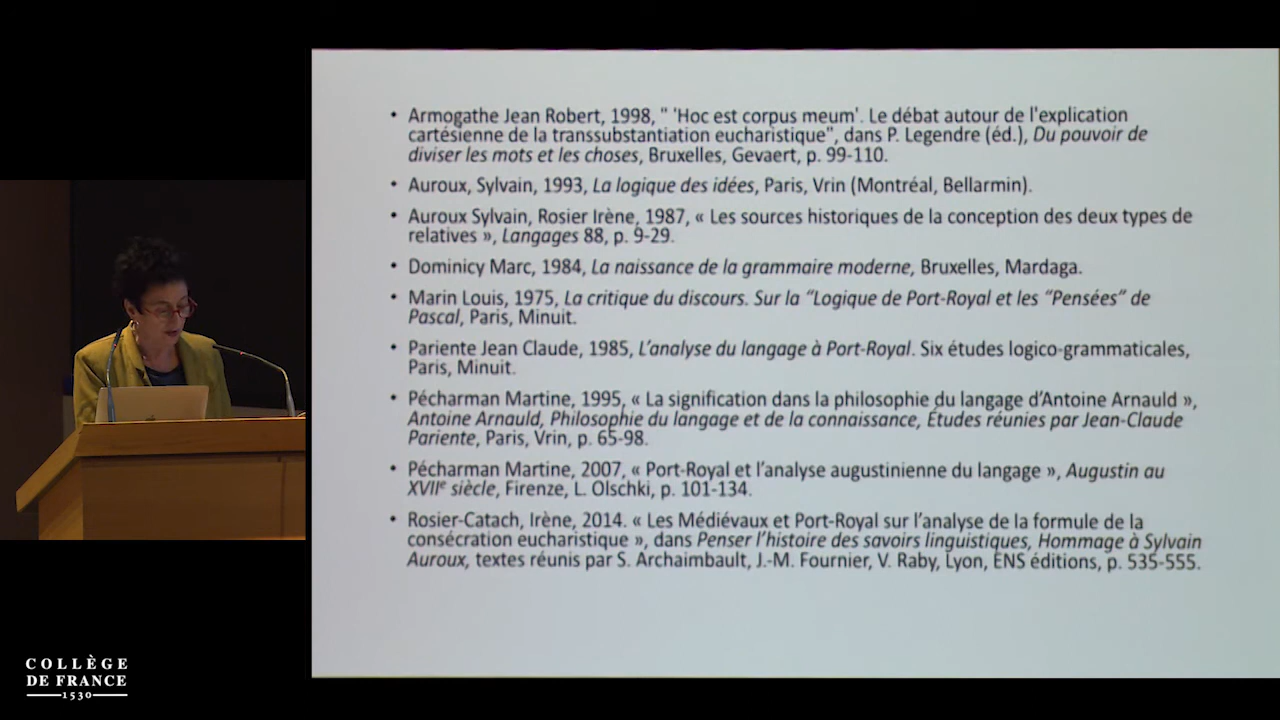 • Armogathe Jean Robert, 1998, " 'Hoc est corpus meum'. Le débat autour de l'explication
cartésienne de la transsubstantiation eucharistique", dans P. Legendre (éd.), Du pouvoir de
diviser les mots et les choses, Bruxelles, Gevaert, p. 99-110.
• Auroux, Sylvain, 1993, La logique des idées, Paris, Vrin (Montréal, Bellarmin).
• Auroux Sylvain, Rosier Irène, 1987, « Les sources historiques de la conception des deux types de
relatives », Langages 88, p. 9-29.
• Dominicy Marc, 1984, La naissance de la grammaire moderne, Bruxelles, Mardaga.
• Marin Louis, 1975, La critique du discours. Sur la “Logique de Port-Royal et les “Pensées” de
Pascal, Paris, Minuit.
• Pariente Jean Claude, 1985, L’analyse du langage à Port-Royal. Six études logico-grammaticales,
Paris, Minuit.
• Pécharman Martine, 1995, « La signification dans la philosophie du langage d’Antoine Arnauld »,
Antoine Arnauld, Philosophie du langage et de la connaissance, Études réunies par Jean-Claude
Pariente, Paris, Vrin, p. 65-98.
• Pécharman Martine, 2007, « Port-Royal et l’analyse augustinienne du langage », Augustin au
XVIIe siècle, Firenze, L. Olschki, p. 101-134.
• Rosier-Catach, Irène, 2014. « Les Médiévaux et Port-Royal sur l’analyse de la formule de la
consécration eucharistique », dans Penser l’histoire des savoirs linguistiques, Hommage à Sylvain
Auroux, textes réunis par S. Archaimbault, J.-M. Fournier, V. Raby, Lyon, ENS éditions, p. 535-555.
COLLÈGE
DE FRANCE
1530